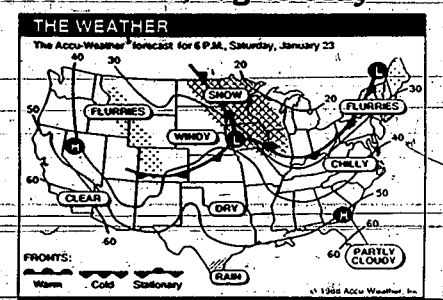 THE WEATHER
The Accu-Weather forecast for 6 P.M., Saturday, January 23
40
30
20
L
30
SNOW
20
FLURRIES
FLURRIES
50
WINDY
L
40
H
CHILLY
60
50
CLEAR
DRY
H
60
60
60
PARTLY
CLOUDY
FRONTS:
RAIN
Warm Cold Stationary
Accu-Weather, Inc.